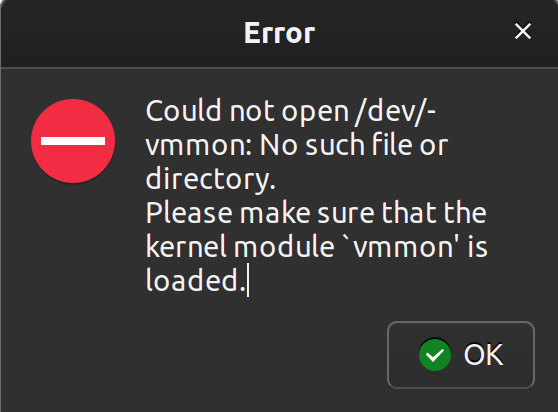 Error
Could not open /dev/-
vmmon: No such file or
directory.
Please make sure that the
kernel module `vmmon' is
loaded.
OK